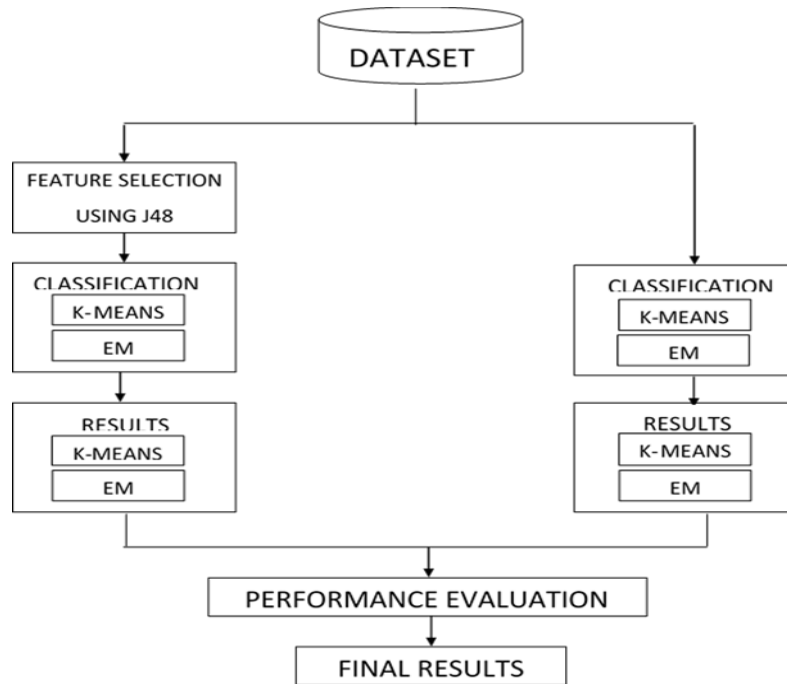 DATASET
FEATURE SELECTION
USING J48
CLASSIFICATION
K-MEANS
EM
RESULTS
K-MEANS
EM
CLASSIFICATION
K-MEANS
EM
RESULTS
K-MEANS
EM
PERFORMANCE EVALUATION
FINAL RESULTS